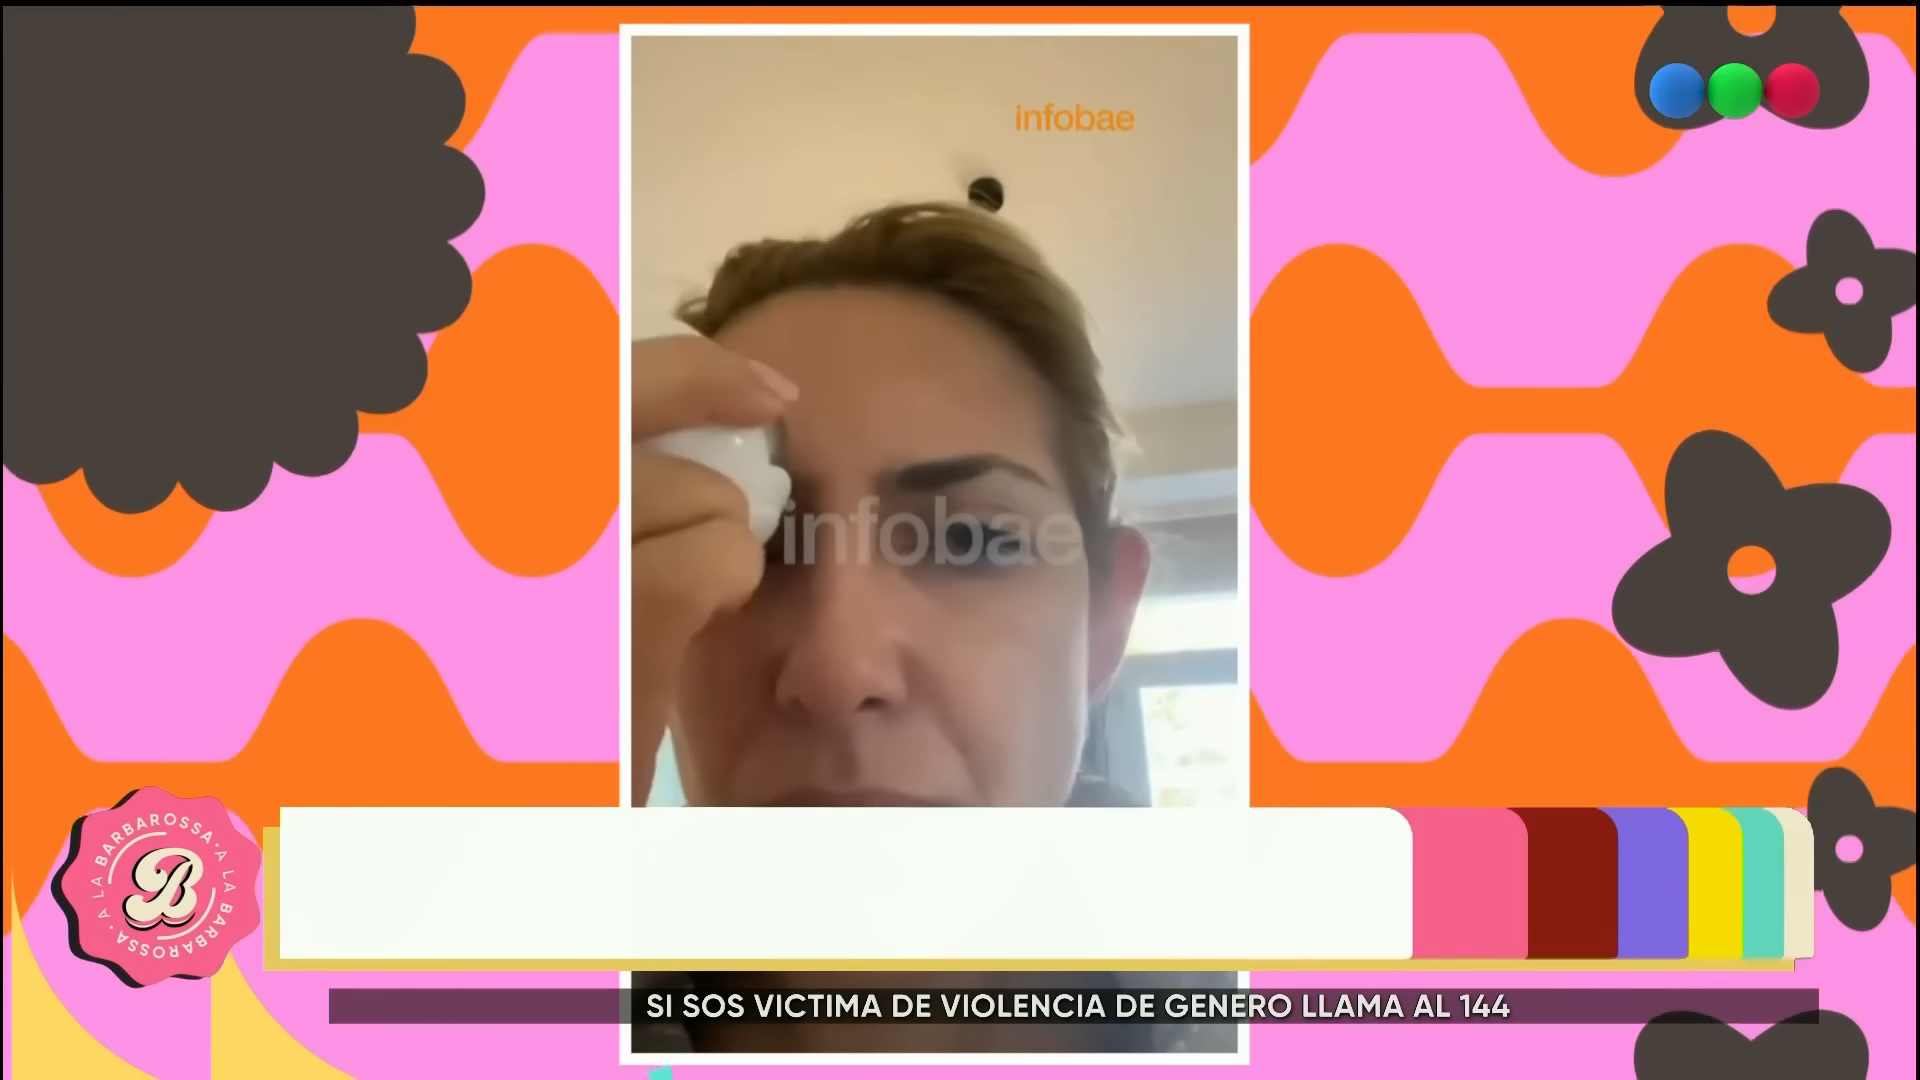 infobae
infobae
A LA BARBAROSSA · A LA BARBAROSSA ·
B
SI SOS VICTIMA DE VIOLENCIA DE GENERO LLAMA AL 144